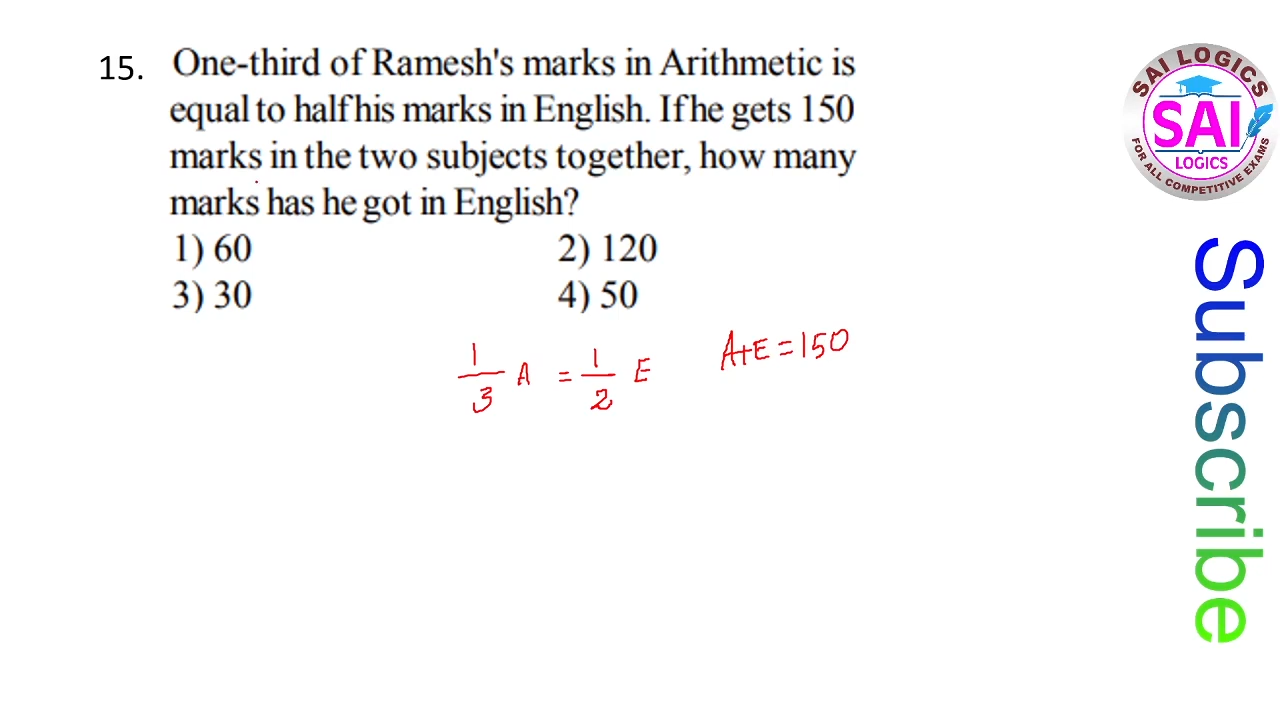 15. One-third of Ramesh's marks in Arithmetic is
equal to half his marks in English. If he gets 150
marks in the two subjects together, how many
marks has he got in English?
1) 60 2) 120
3) 30 4) 50
1/3 A = 1/2 E A+E=150
SAI LOGICS
SAI
LOGICS
FOR ALL COMPETITIVE EXAMS
Subscribe